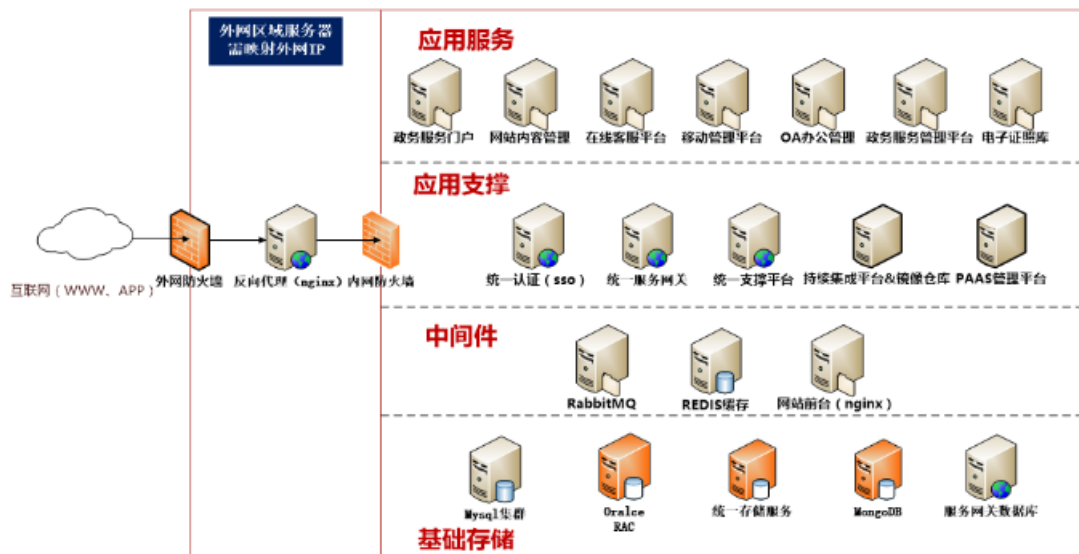 外网区域服务器
需映射外网IP
应用服务
政务服务门户
网站内容管理
在线客服平台
移动管理平台
OA办公管理
政务服务管理平台
电子证照库
应用支撑
互联网（WWW、APP）
外网防火墙
反向代理（nginx）
内网防火墙
统一认证（sso）
统一服务网关
统一支撑平台
持续集成平台&镜像仓库
PAAS管理平台
中间件
RabbitMQ
REDIS缓存
网站前台（nginx）
Mysql集群
Oralce
RAC
统一存储服务
MongoDB
服务网关数据库
基础存储